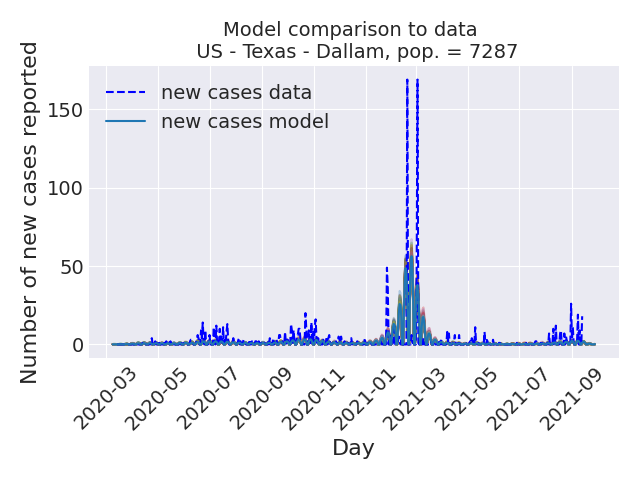 Model comparison to data
US - Texas - Dallam, pop. = 7287
Number of new cases reported
150
100
50
0
new cases data
new cases model
2020-03
2020-05
2020-07
2020-09
2020-11
2021-01
2021-03
2021-05
2021-07
2021-09
Day